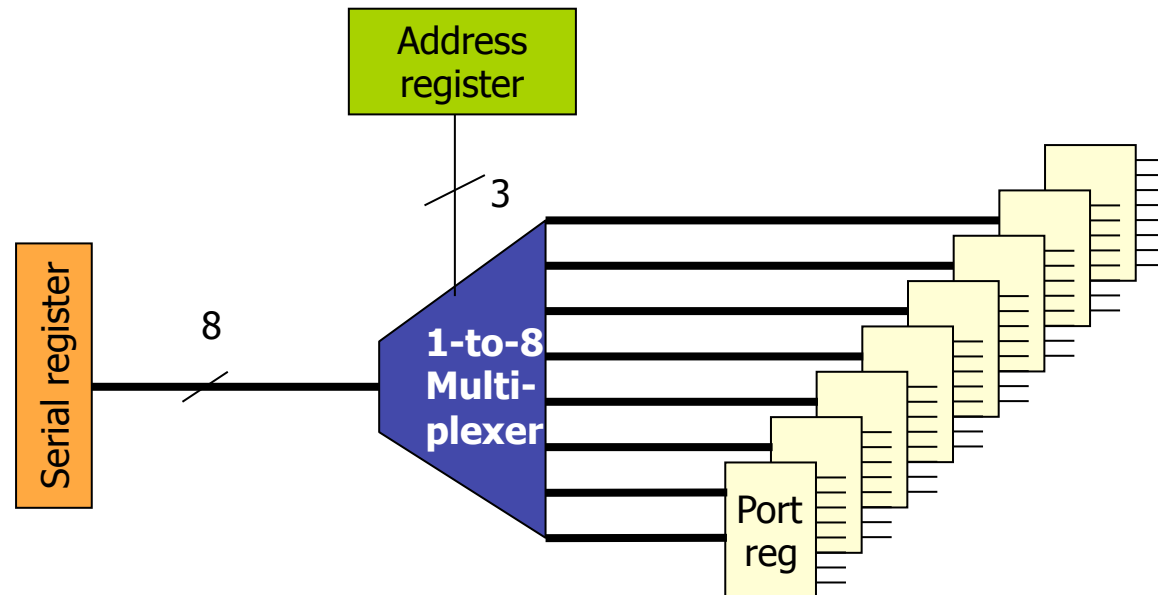 Address
register
3
Serial register
8
1-to-8
Multi-
plexer
Port
reg